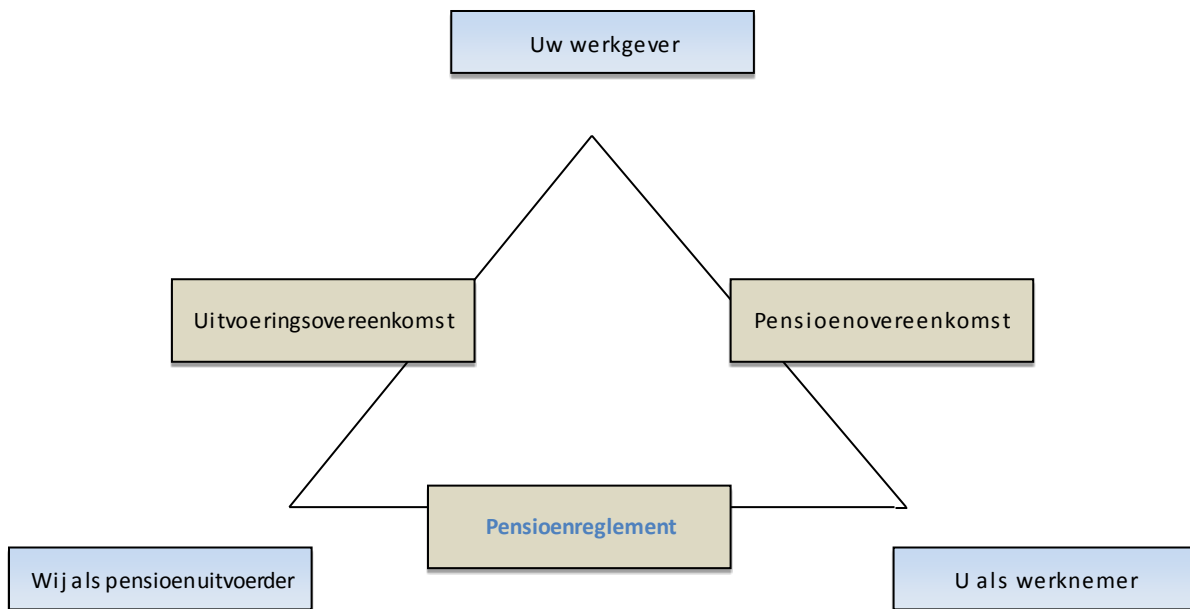 Uw werkgever
Uitvoeringsovereenkomst
Pensioenovereenkomst
Pensioenreglement
Wij als pensioenuitvoerder
U als werknemer